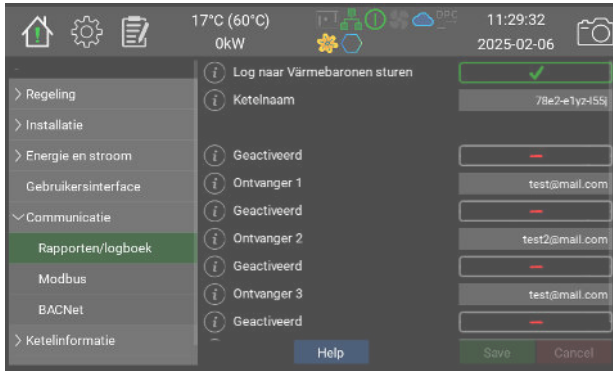 17°C (60°C)
0kW
11:29:32
2025-02-06
Regeling
Installatie
Energie en stroom
Gebruikersinterface
Communicatie
Rapporten/logboek
Modbus
BACNet
Ketelinformatie
Log naar Värmebaronen sturen
Ketelnaam
78e2-e1yz-l55j
Geactiveerd
Ontvanger 1
test@mail.com
Geactiveerd
Ontvanger 2
test2@mail.com
Geactiveerd
Ontvanger 3
test@mail.com
Geactiveerd
Help
Save
Cancel